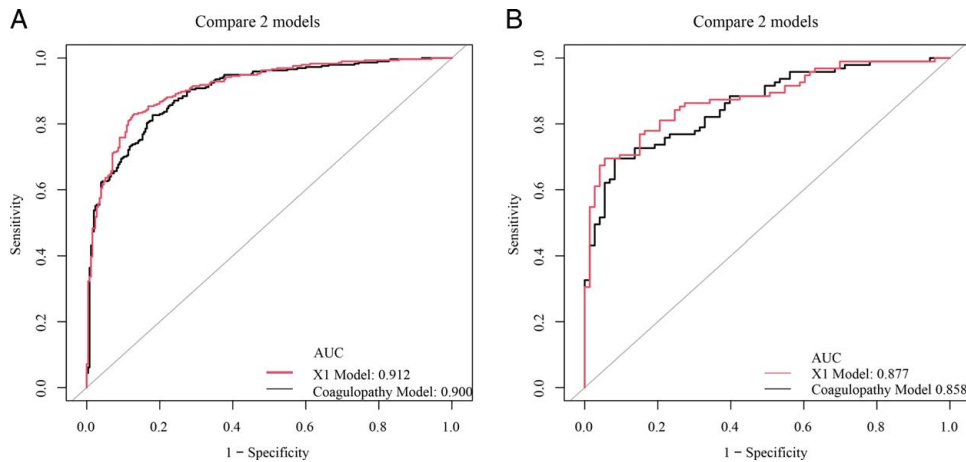 A
Compare 2 models
Sensitivity
1.0
0.8
0.6
0.4
0.2
0.0
AUC
X1 Model: 0.912
Coagulopathy Model: 0.900
0.0 0.2 0.4 0.6 0.8 1.0
1 − Specificity
B
Compare 2 models
Sensitivity
1.0
0.8
0.6
0.4
0.2
0.0
AUC
X1 Model: 0.877
Coagulopathy Model 0.858
0.0 0.2 0.4 0.6 0.8 1.0
1 − Specificity